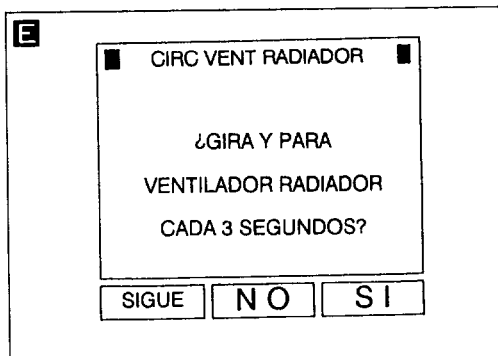 E
CIRC VENT RADIADOR
¿GIRA Y PARA
VENTILADOR RADIADOR
CADA 3 SEGUNDOS?
SIGUE NO SI